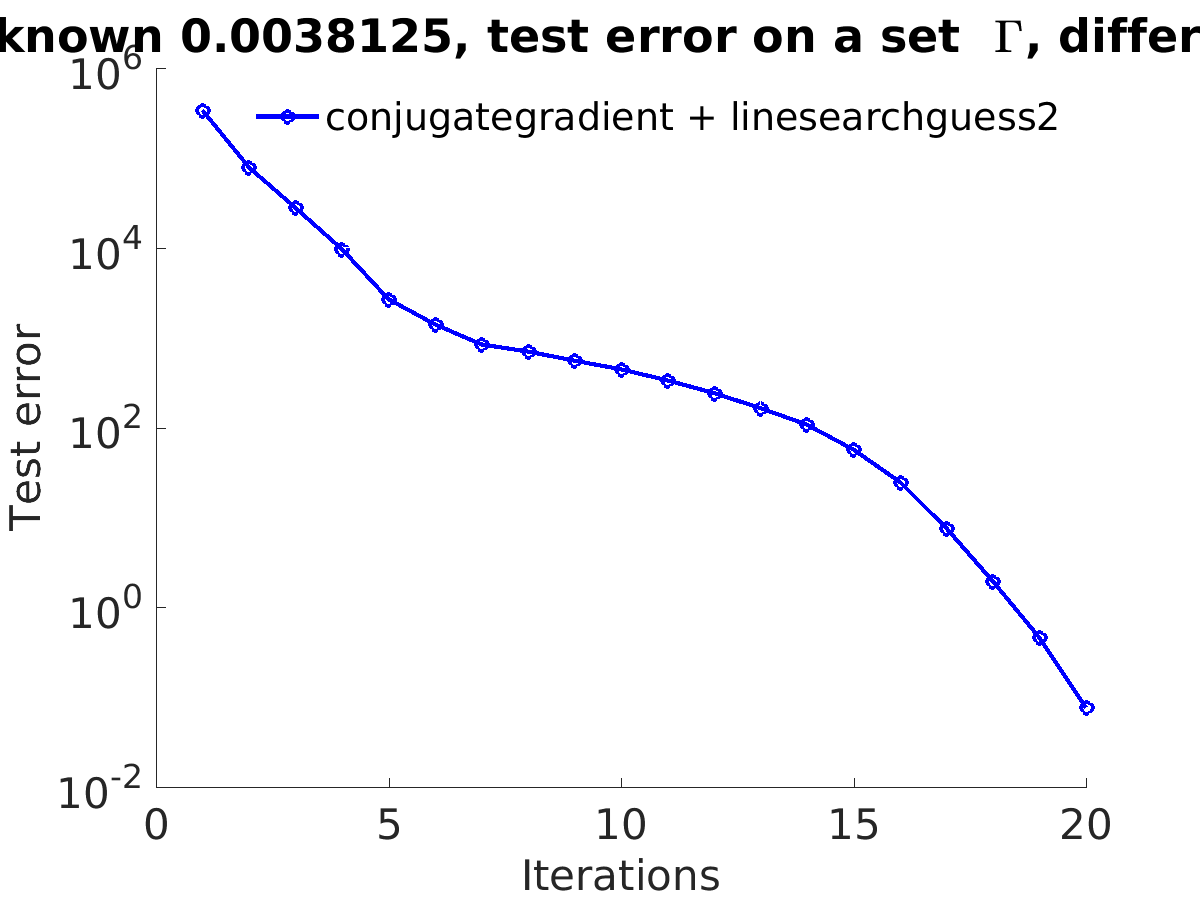 known 0.0038125, test error on a set Γ, differ
10^6
conjugategradient + linesearchguess2
10^4
10^2
10^0
10^-2
Test error
0 5 10 15 20
Iterations